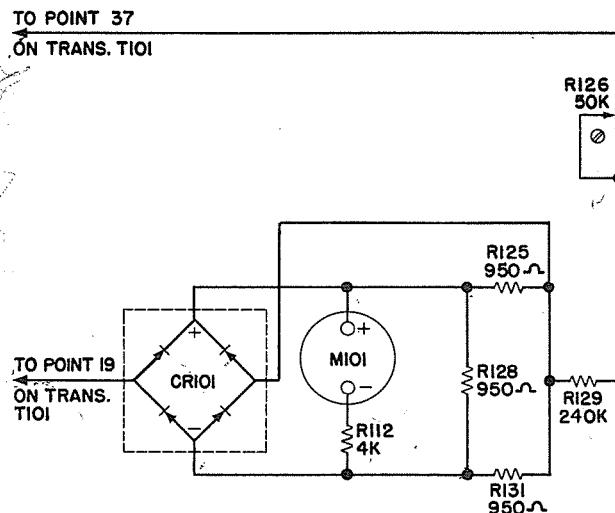 TO POINT 37
ON TRANS. T101
R126
50K
R125
950Ω
+
+
M101
TO POINT 19
CR101
ON TRANS.
T101
−
R128
950Ω
R129
240K
−
R112
4K
R131
950Ω